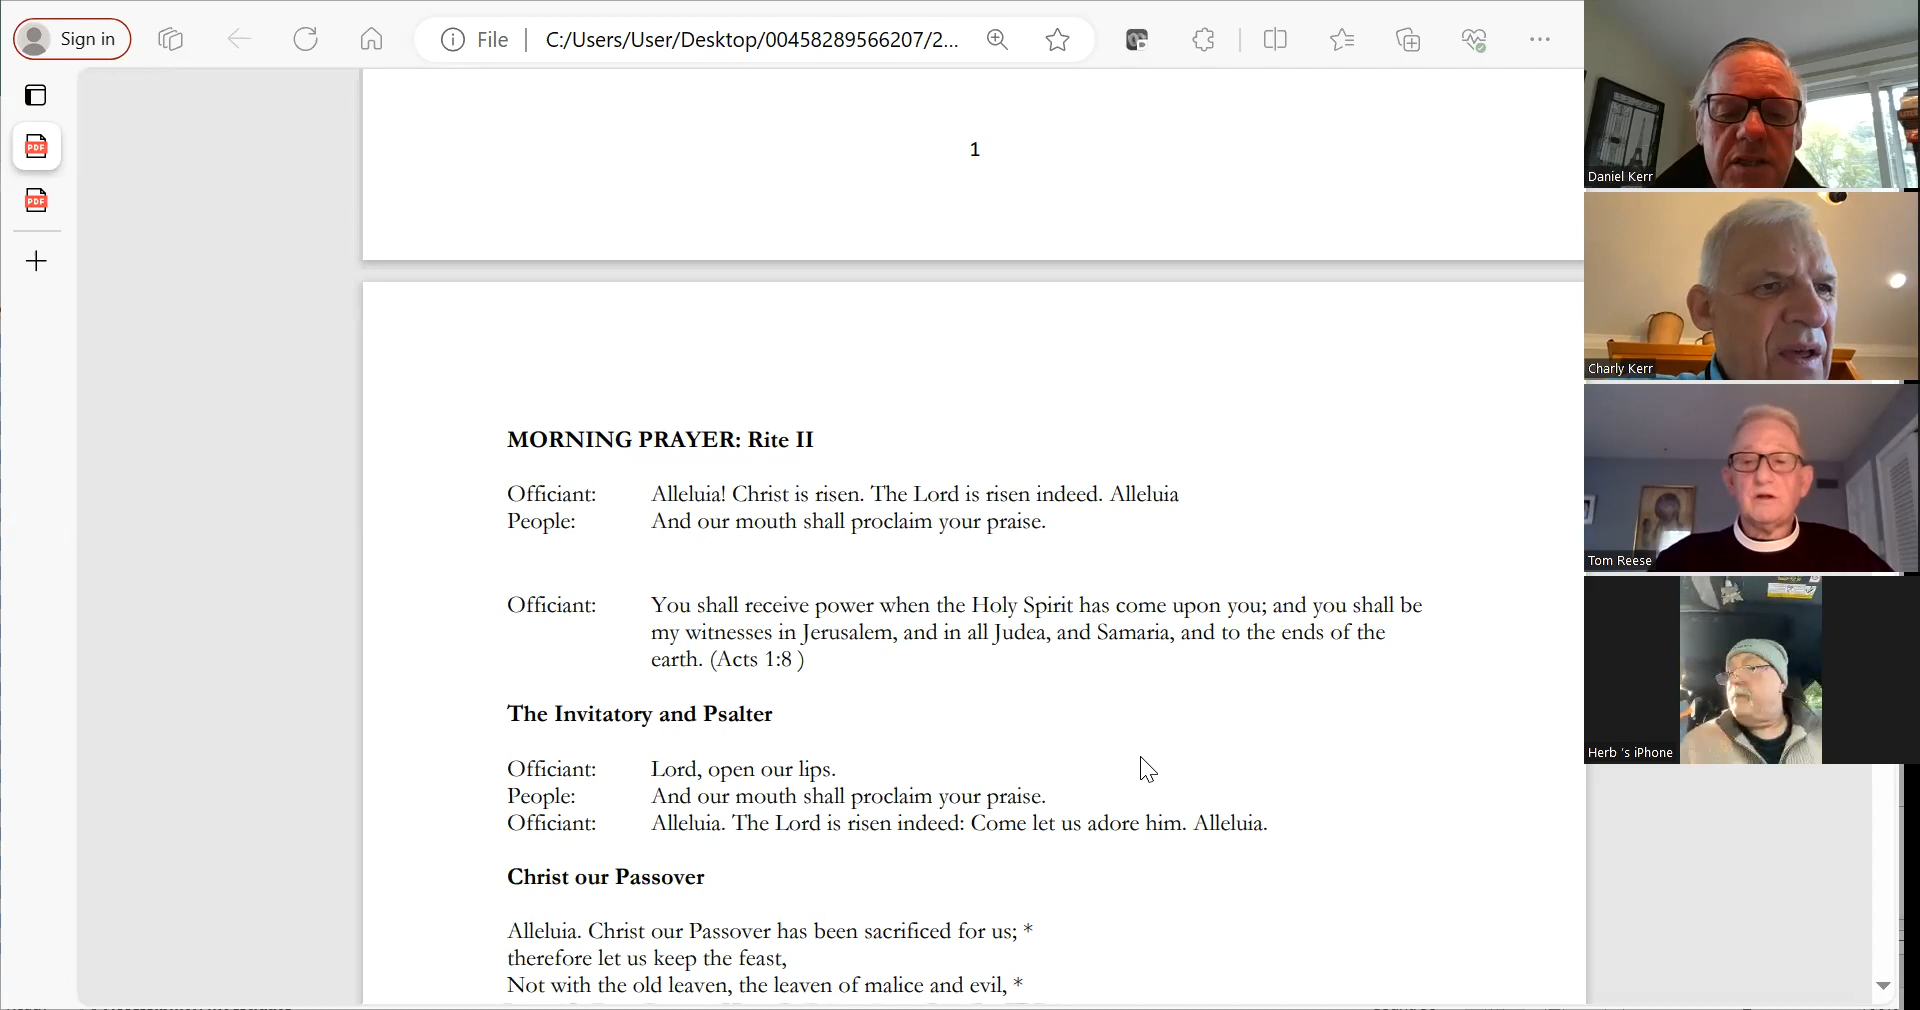 Sign in
File
C:/Users/User/Desktop/00458289566207/2...
PDF
PDF
1
MORNING PRAYER: Rite II
Officiant: Alleluia! Christ is risen. The Lord is risen indeed. Alleluia
People: And our mouth shall proclaim your praise.
Officiant: You shall receive power when the Holy Spirit has come upon you; and you shall be
my witnesses in Jerusalem, and in all Judea, and Samaria, and to the ends of the
earth. (Acts 1:8 )
The Invitatory and Psalter
Officiant: Lord, open our lips.
People: And our mouth shall proclaim your praise.
Officiant: Alleluia. The Lord is risen indeed: Come let us adore him. Alleluia.
Christ our Passover
Alleluia. Christ our Passover has been sacrificed for us; *
therefore let us keep the feast,
Not with the old leaven, the leaven of malice and evil, *
Daniel Kerr
Charly Kerr
Tom Reese
Herb 's iPhone